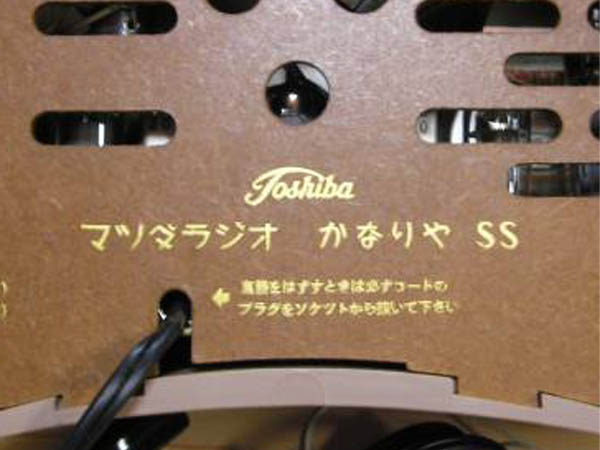 Toshiba
マツダラジオ かなりや SS
裏蓋をはずすときは必ずコードの
プラグをソケットから抜いて下さい